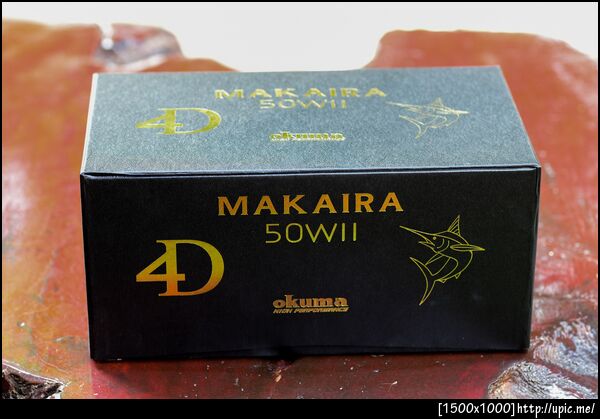 MAKAIRA
50WII
4D
okuma
MAKAIRA
50WII
4D
okuma
HIGH PERFORMANCE
[1500x1000]http://upic.me/